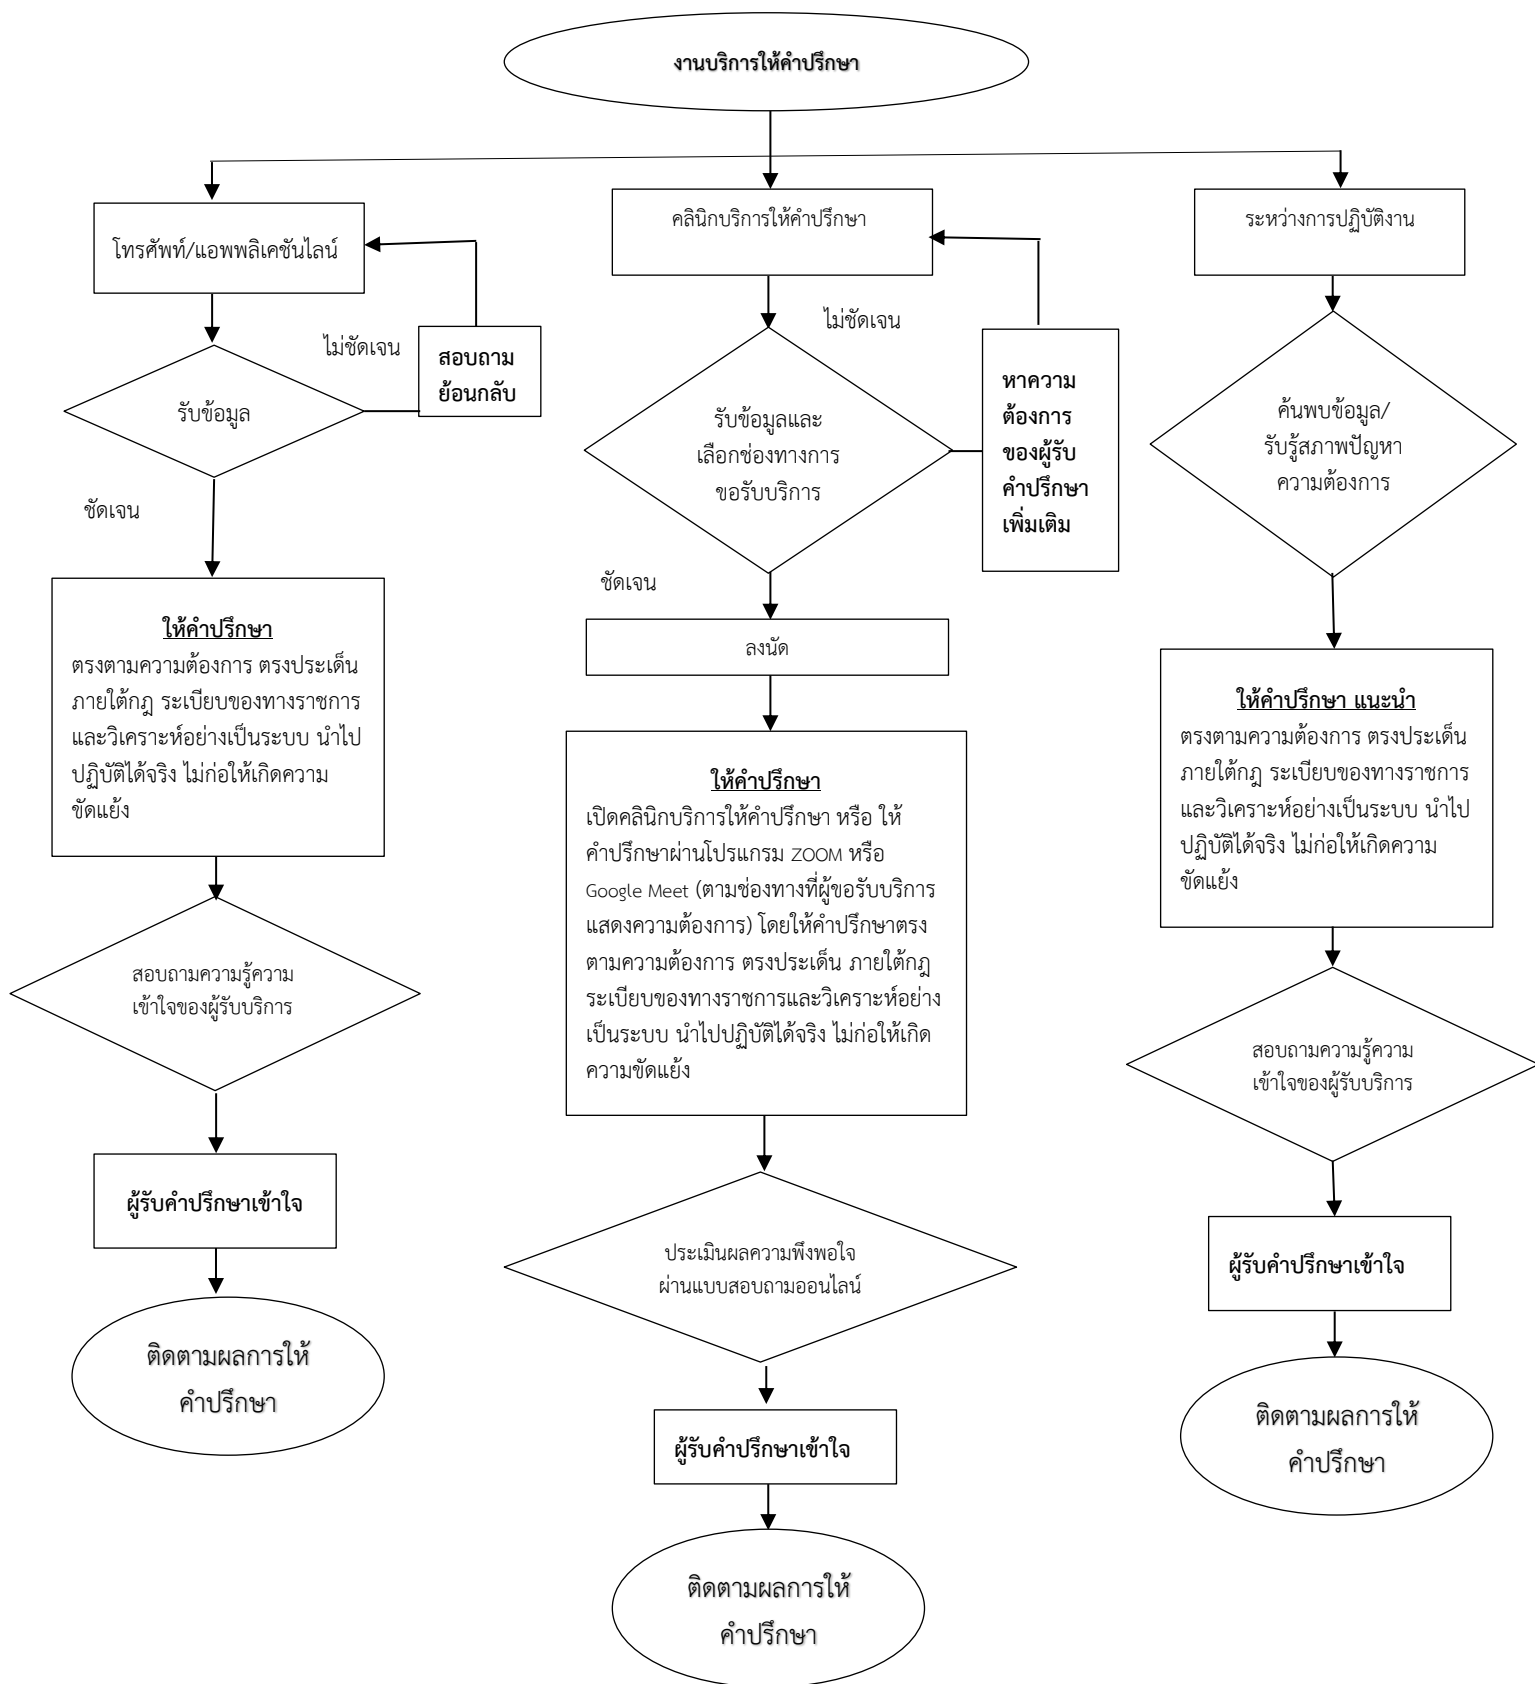 งานบริการให้คำปรึกษา
โทรศัพท์/แอพพลิเคชันไลน์
ไม่ชัดเจน
สอบถาม
ย้อนกลับ
รับข้อมูล
ชัดเจน
ให้คำปรึกษา
ตรงตามความต้องการ ตรงประเด็น
ภายใต้กฎ ระเบียบของทางราชการ
และวิเคราะห์อย่างเป็นระบบ นำไป
ปฏิบัติได้จริง ไม่ก่อให้เกิดความ
ขัดแย้ง
สอบถามความรู้ความ
เข้าใจของผู้รับบริการ
ผู้รับคำปรึกษาเข้าใจ
ติดตามผลการให้
คำปรึกษา
คลินิกบริการให้คำปรึกษา
ไม่ชัดเจน
หาความ
ต้องการ
ของผู้รับ
คำปรึกษา
เพิ่มเติม
รับข้อมูลและ
เลือกช่องทางการ
ขอรับบริการ
ชัดเจน
ลงนัด
ให้คำปรึกษา
เปิดคลินิกบริการให้คำปรึกษา หรือ ให้
คำปรึกษาผ่านโปรแกรม ZOOM หรือ
Google Meet (ตามช่องทางที่ผู้ขอรับบริการ
แสดงความต้องการ) โดยให้คำปรึกษาตรง
ตามความต้องการ ตรงประเด็น ภายใต้กฎ
ระเบียบของทางราชการและวิเคราะห์อย่าง
เป็นระบบ นำไปปฏิบัติได้จริง ไม่ก่อให้เกิด
ความขัดแย้ง
ประเมินผลความพึงพอใจ
ผ่านแบบสอบถามออนไลน์
ผู้รับคำปรึกษาเข้าใจ
ติดตามผลการให้
คำปรึกษา
ระหว่างการปฏิบัติงาน
ค้นพบข้อมูล/
รับรู้สภาพปัญหา
ความต้องการ
ให้คำปรึกษา แนะนำ
ตรงตามความต้องการ ตรงประเด็น
ภายใต้กฎ ระเบียบของทางราชการ
และวิเคราะห์อย่างเป็นระบบ นำไป
ปฏิบัติได้จริง ไม่ก่อให้เกิดความ
ขัดแย้ง
สอบถามความรู้ความ
เข้าใจของผู้รับบริการ
ผู้รับคำปรึกษาเข้าใจ
ติดตามผลการให้
คำปรึกษา